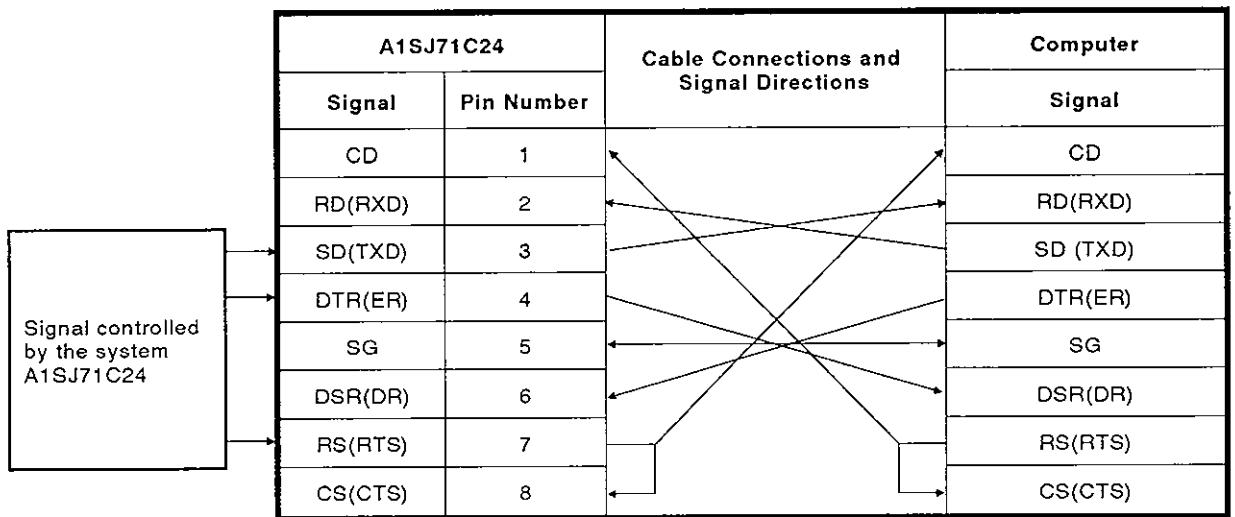 A1SJ71C24
Cable Connections and
Signal Directions
Computer
Signal
Pin Number
Signal
CD
1
CD
RD(RXD)
2
RD(RXD)
SD(TXD)
3
SD (TXD)
DTR(ER)
4
DTR(ER)
SG
5
SG
DSR(DR)
6
DSR(DR)
RS(RTS)
7
RS(RTS)
CS(CTS)
8
CS(CTS)
Signal controlled
by the system
A1SJ71C24